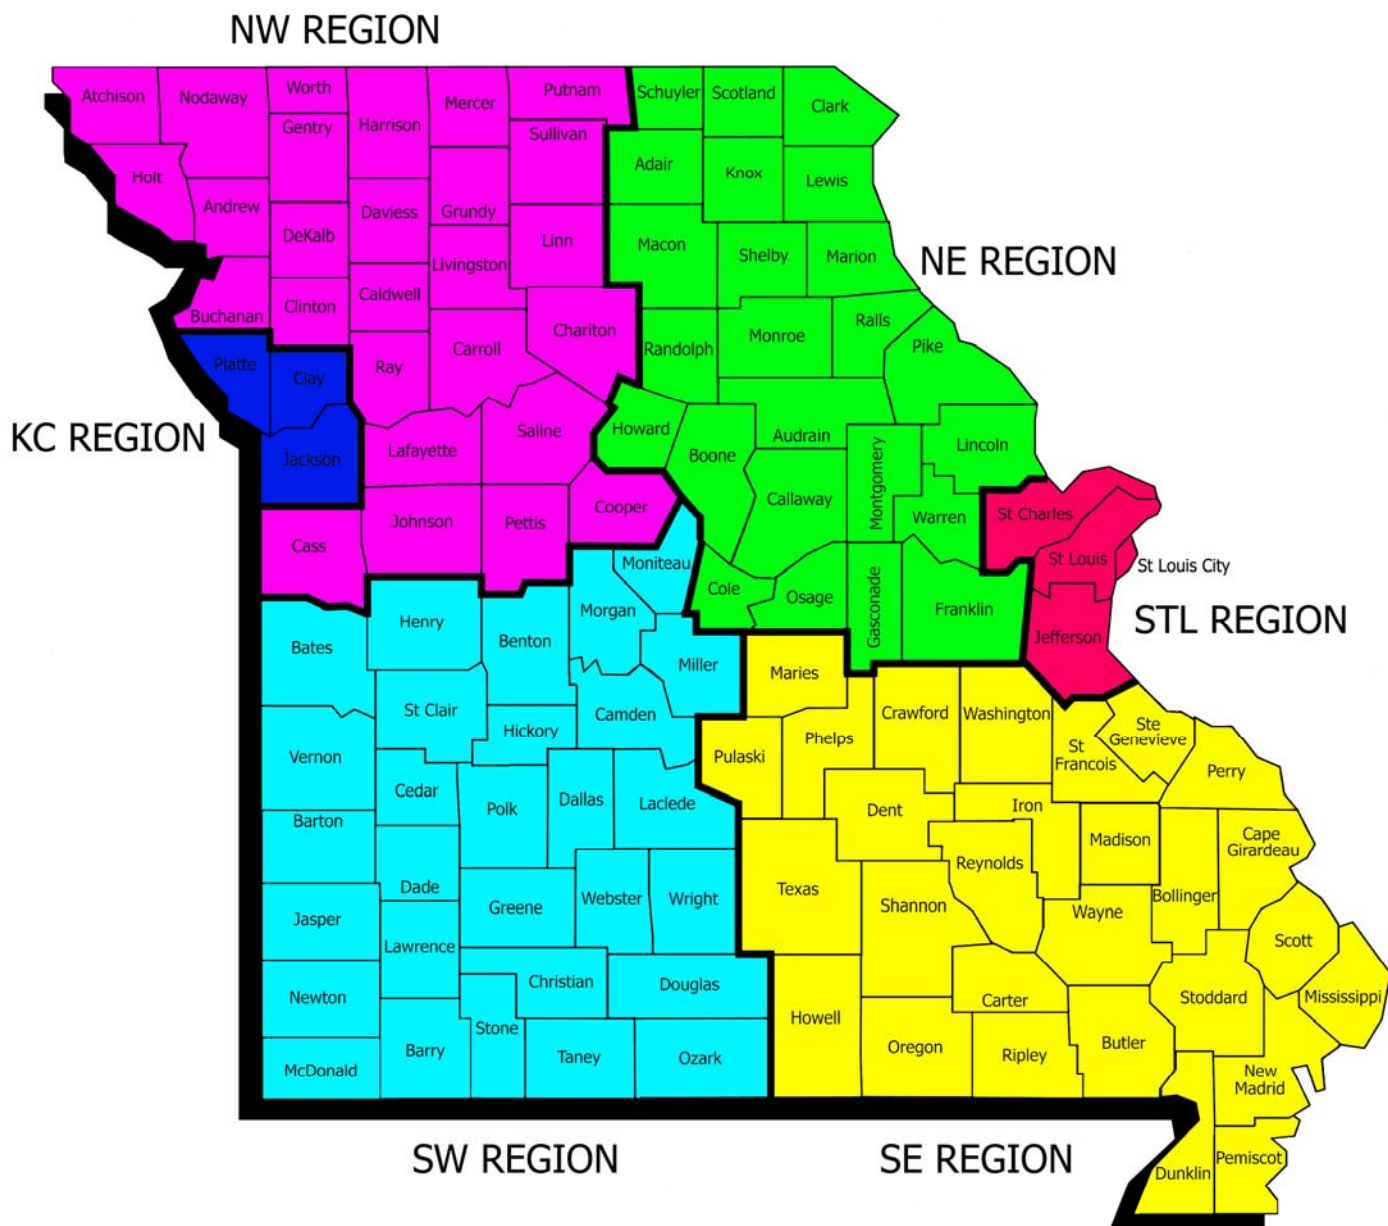 NW REGION
Atchison
Nodaway
Worth
Gentry
Harrison
Mercer
Putnam
Sullivan
Holt
Andrew
DeKalb
Daviess
Grundy
Linn
Livingston
Buchanan
Clinton
Caldwell
Chariton
Ray
Carroll
Lafayette
Saline
Johnson
Pettis
Cooper
Cass
NE REGION
Schuyler
Scotland
Clark
Adair
Knox
Lewis
Macon
Shelby
Marion
Randolph
Monroe
Ralls
Pike
Howard
Boone
Audrain
Callaway
Montgomery
Lincoln
Warren
Cole
Osage
Gasconade
Franklin
KC REGION
Platte
Clay
Jackson
STL REGION
St Charles
St Louis
St Louis City
Jefferson
Moniteau
Morgan
Henry
Benton
Bates
Miller
St Clair
Camden
Hickory
Vernon
Cedar
Polk
Dallas
Laclede
Barton
Dade
Greene
Webster
Wright
Jasper
Lawrence
Christian
Douglas
Newton
Stone
Barry
Taney
Ozark
McDonald
SW REGION
Maries
Crawford
Washington
Pulaski
Phelps
St
Francois
Ste
Genevieve
Perry
Dent
Iron
Madison
Cape
Girardeau
Texas
Reynolds
Shannon
Wayne
Bollinger
Scott
Howell
Carter
Stoddard
Mississippi
Oregon
Ripley
Butler
New
Madrid
Dunklin
Pemiscot
SE REGION